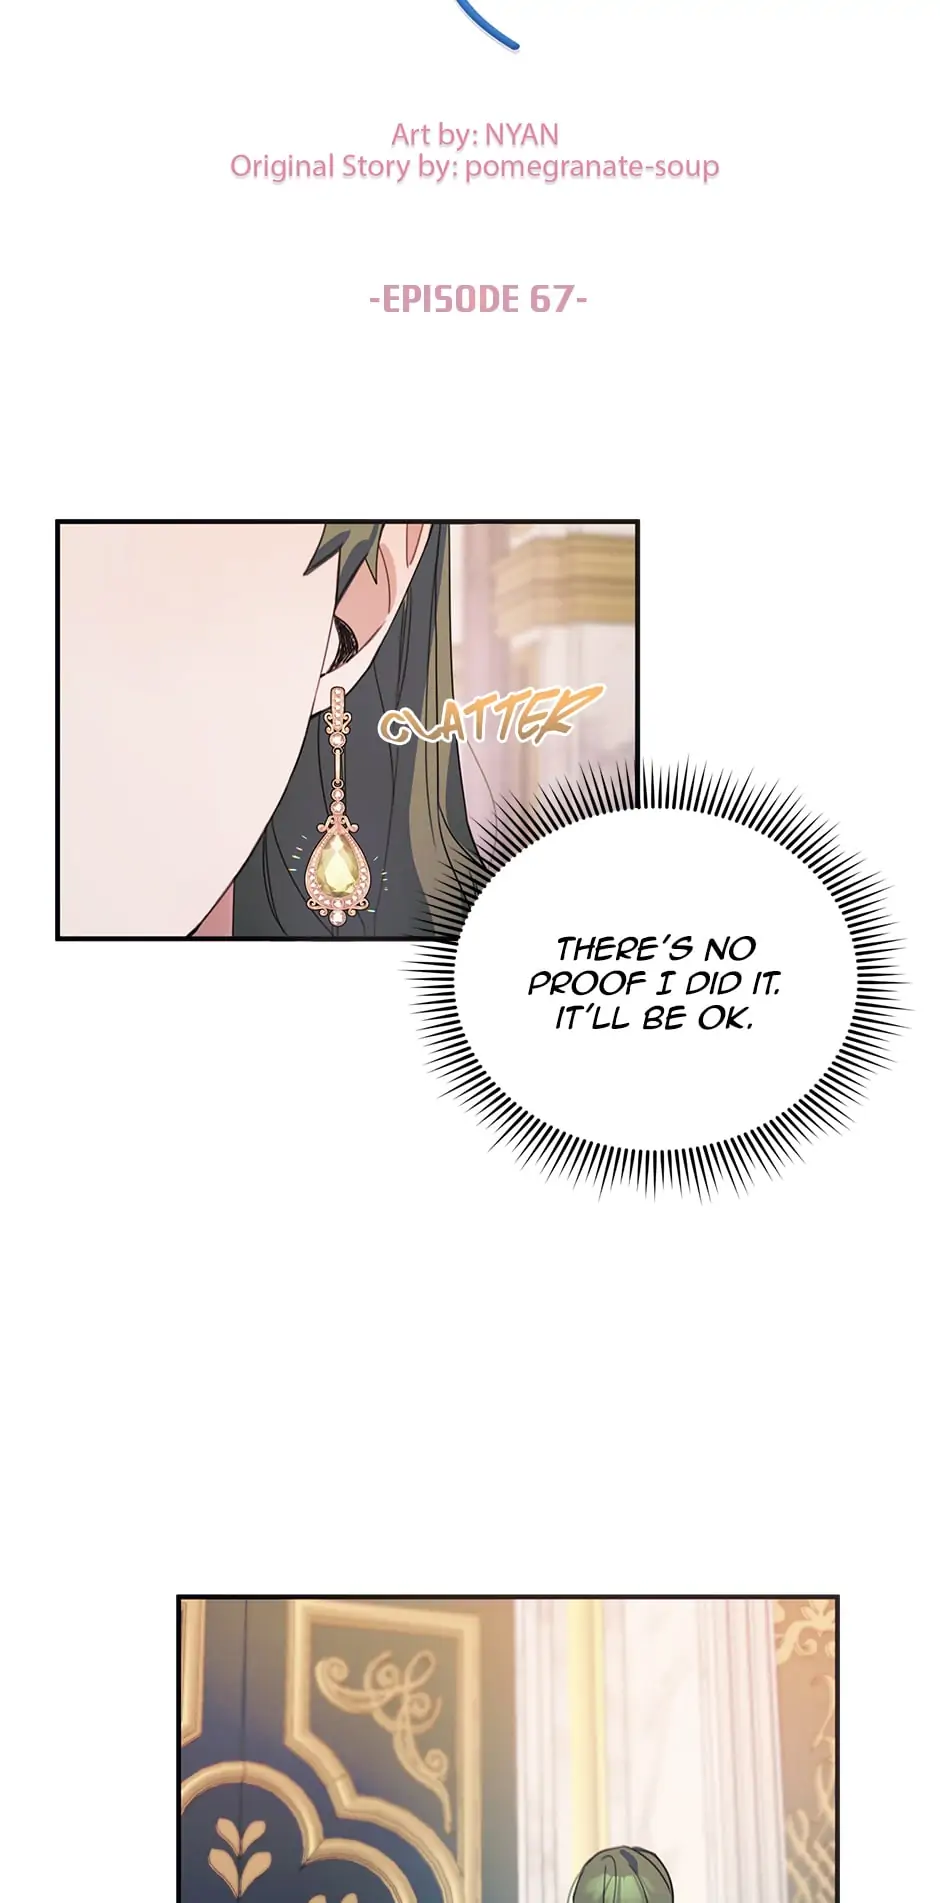 Art by: NYAN
Original Story by: pomegranate-soup
-EPISODE 67-
CLATTER
THERE'S NO
PROOF I DID IT.
IT'LL BE OK.